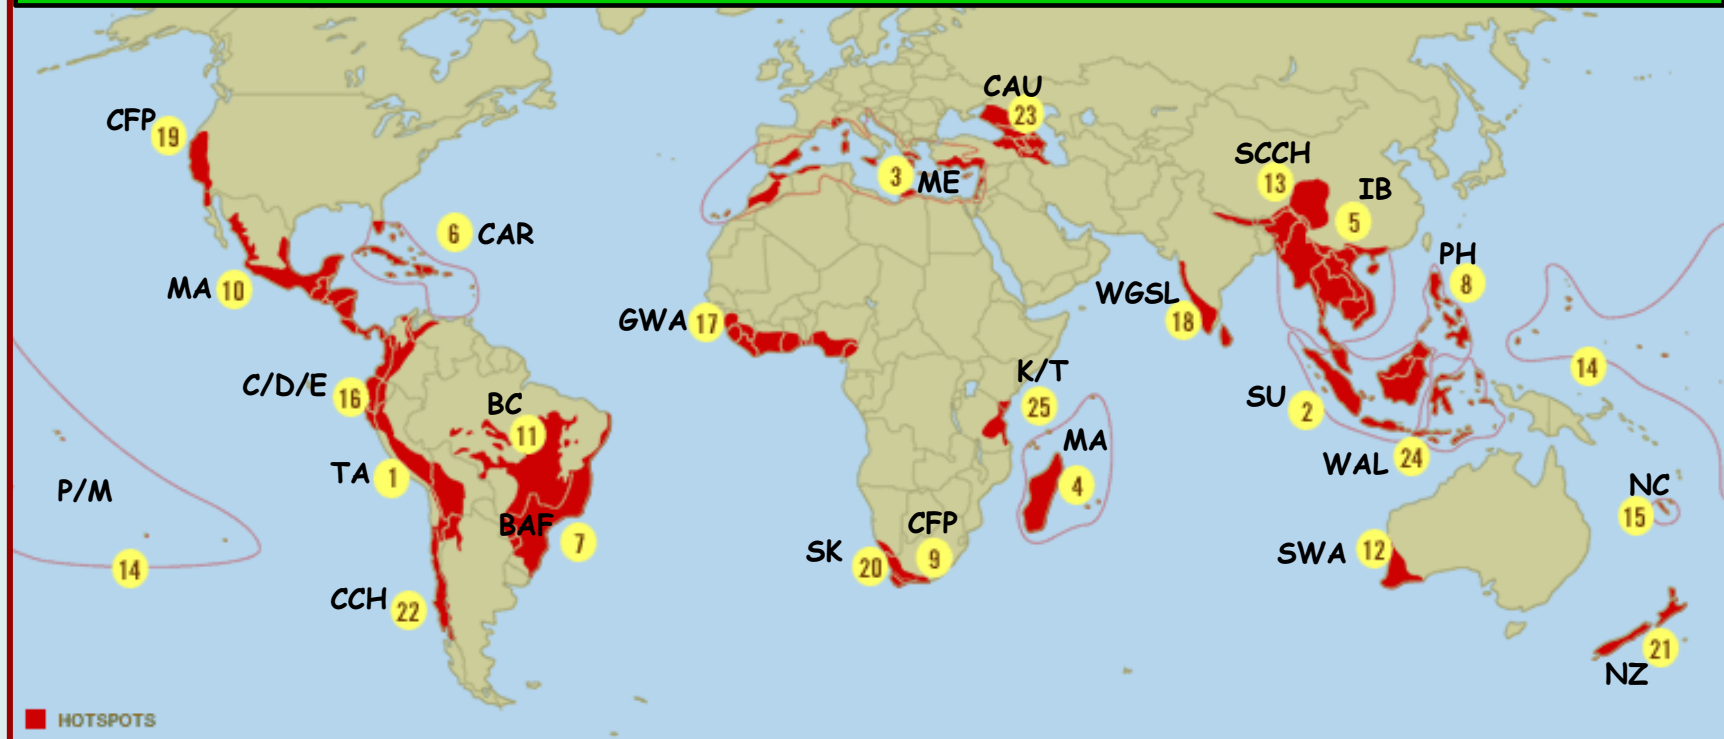 CAU
23
CFP
19
SCCH
13
IB
5
3 ME
6 CAR
PH
8
MA 10
WGSL
18
GWA 17
K/T
25
14
C/D/E
16
BC
11
SU
2
MA
4
WAL 24
TA 1
P/M
NC
15
BAF
7
CFP
9
SK
20
SWA 12
14
CCH
22
21
NZ
HOTSPOTS